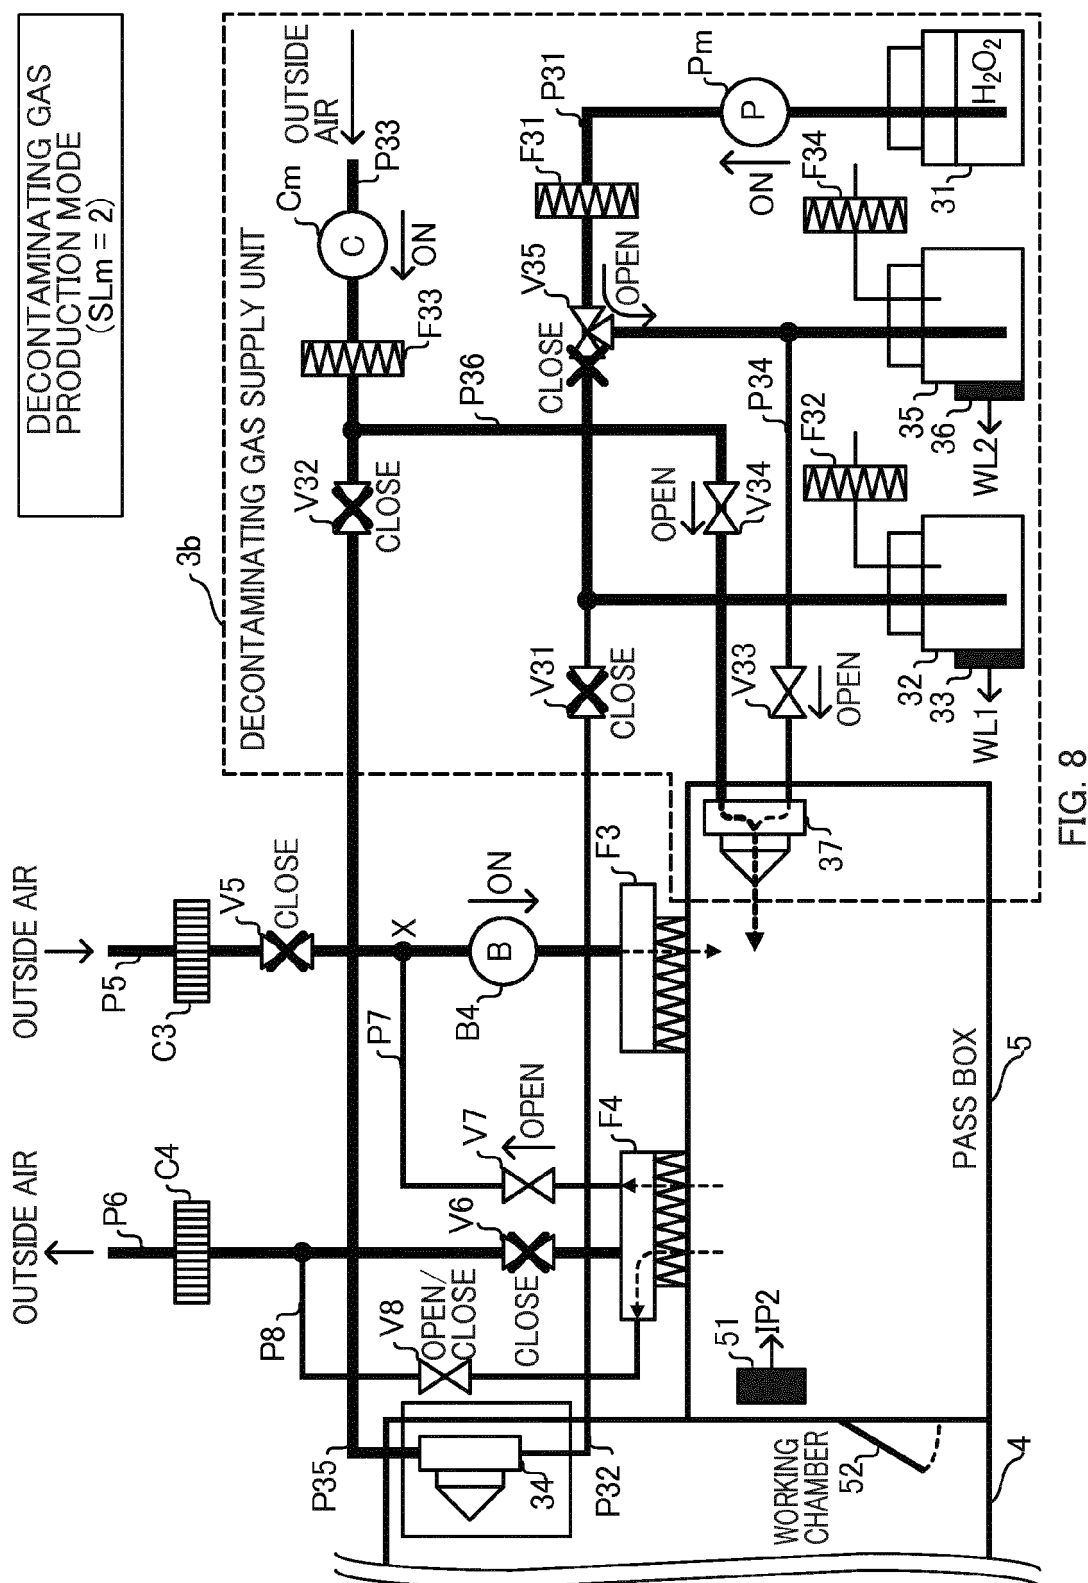 DECONTAMINATING GAS
PRODUCTION MODE
(SLm = 2)
3b
DECONTAMINATING GAS SUPPLY UNIT
OUTSIDE
AIR
P33
Cm
C
ON
F33
V32
CLOSE
P36
P31
F31
V35
OPEN
CLOSE
Pm
P
ON
F34
H2O2
31
35
36
WL2
P34
F32
V34
OPEN
V31
CLOSE
V33
OPEN
32
33
WL1
37
OUTSIDE AIR
P5
C3
V5
CLOSE
X
P7
B
B4
ON
F3
OUTSIDE AIR
P6
C4
P8
V8
OPEN/
CLOSE
V6
CLOSE
V7
OPEN
F4
P35
34
P32
51
IP2
WORKING
CHAMBER
52
4
PASS BOX
5
FIG. 8